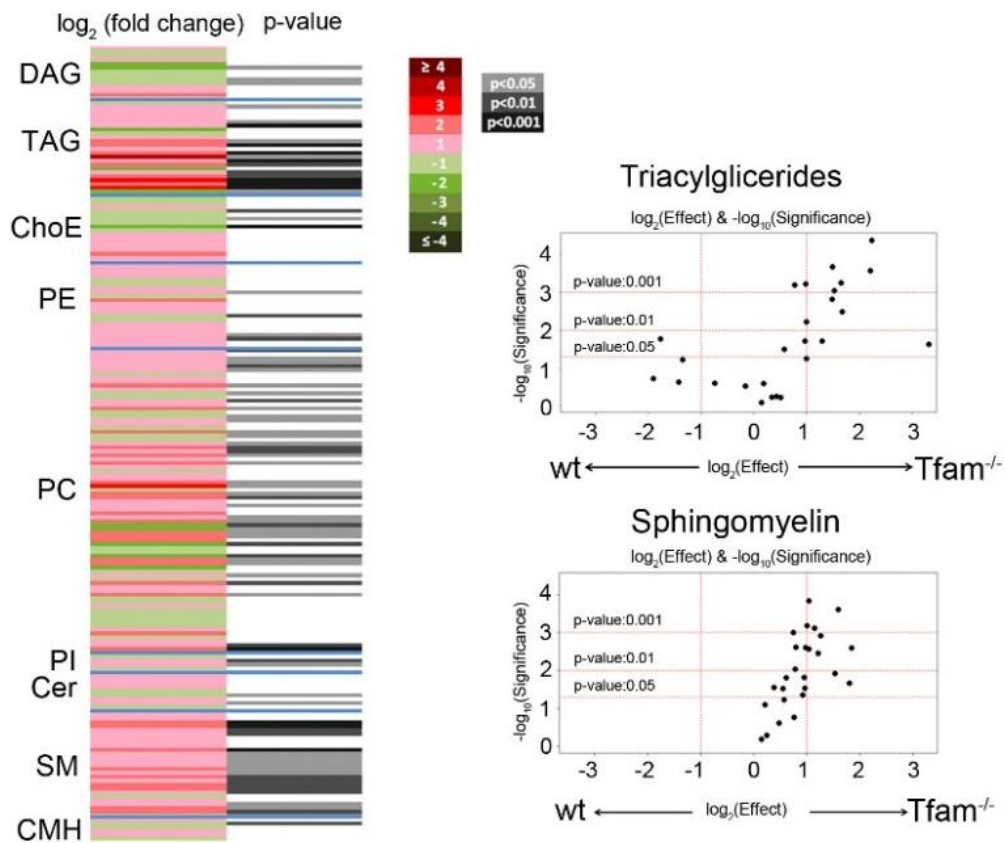 log2 (fold change) p-value
DAG
TAG
ChoE
PE
PC
PI
Cer
SM
CMH
≥ 4
4
3
2
1
-1
-2
-3
-4
≤ -4
p<0.05
p<0.01
p<0.001
Triacylglicerides
log2(Effect) & -log10(Significance)
-log10(Significance)
4
3
2
1
0
p-value:0.001
p-value:0.01
p-value:0.05
-3 -2 -1 0 1 2 3
wt log2(Effect) Tfam-/-
Sphingomyelin
log2(Effect) & -log10(Significance)
-log10(Significance)
4
3
2
1
0
p-value:0.001
p-value:0.01
p-value:0.05
-3 -2 -1 0 1 2 3
wt log2(Effect) Tfam-/-